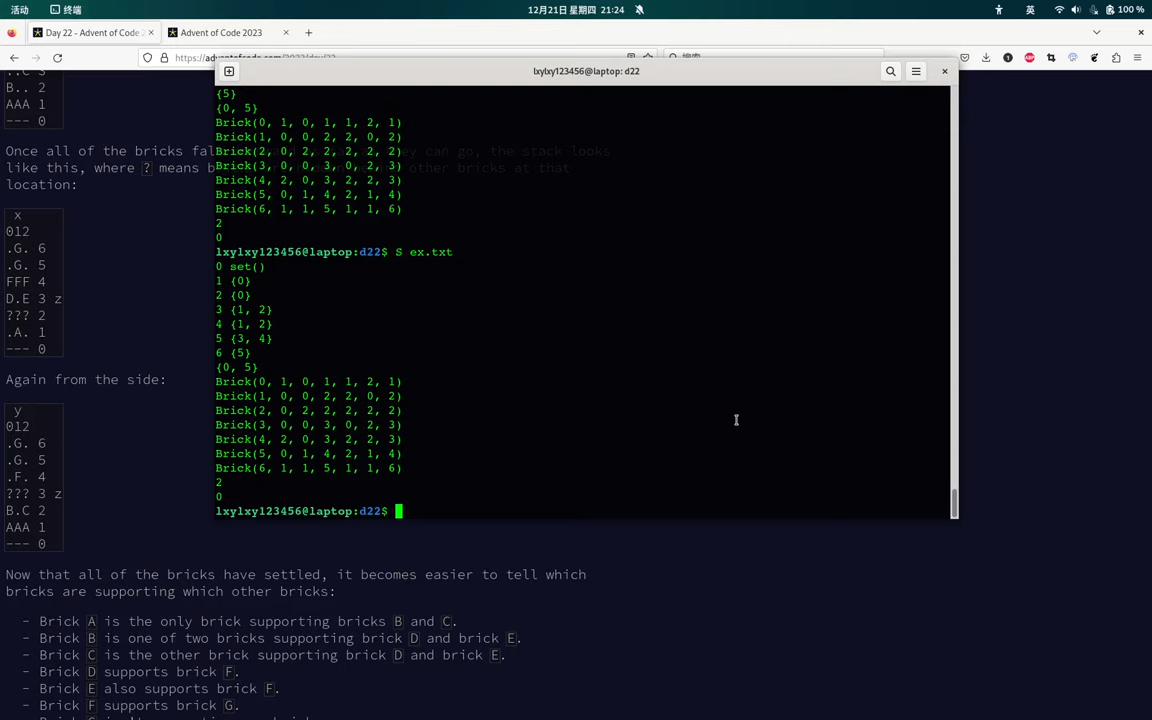 活动 终端 12月21日 星期四 21:24 英 100 %
Day 22 - Advent of Code Advent of Code 2023
lxylxy123456@laptop: d22
{5}
{0, 5}
Brick(0, 1, 0, 1, 1, 2, 1)
Brick(1, 0, 0, 2, 2, 0, 2)
Brick(2, 0, 2, 2, 2, 2, 2)
Brick(3, 0, 0, 3, 0, 2, 3)
Brick(4, 2, 0, 3, 2, 2, 3)
Brick(5, 0, 1, 4, 2, 1, 4)
Brick(6, 1, 1, 5, 1, 1, 6)
2
0
lxylxy123456@laptop:d22$ S ex.txt
0 set()
1 {0}
2 {0}
3 {1, 2}
4 {1, 2}
5 {3, 4}
6 {5}
{0, 5}
Brick(0, 1, 0, 1, 1, 2, 1)
Brick(1, 0, 0, 2, 2, 0, 2)
Brick(2, 0, 2, 2, 2, 2, 2)
Brick(3, 0, 0, 3, 0, 2, 3)
Brick(4, 2, 0, 3, 2, 2, 3)
Brick(5, 0, 1, 4, 2, 1, 4)
Brick(6, 1, 1, 5, 1, 1, 6)
2
0
lxylxy123456@laptop:d22$
B.. 2
AAA 1
--- 0
Once all of the bricks fal they can go, the stack looks
like this, where ? means b other bricks at that
location:
x
012
.G. 6
.G. 5
FFF 4
D.E 3 z
??? 2
.A. 1
--- 0
Again from the side:
y
012
.G. 6
.G. 5
.F. 4
??? 3 z
B.C 2
AAA 1
--- 0
Now that all of the bricks have settled, it becomes easier to tell which
bricks are supporting which other bricks:
- Brick A is the only brick supporting bricks B and C.
- Brick B is one of two bricks supporting brick D and brick E.
- Brick C is the other brick supporting brick D and brick E.
- Brick D supports brick F.
- Brick E also supports brick F.
- Brick F supports brick G.